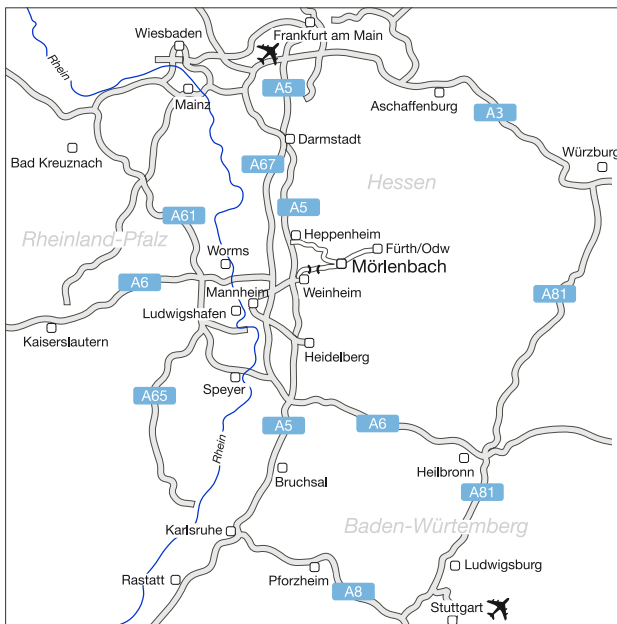 Frankfurt am Main
Wiesbaden
Rhein
A5
Mainz
Aschaffenburg
A3
Darmstadt
Bad Kreuznach
A67
Würzburg
Hessen
A5
A61
Rheinland-Pfalz
Heppenheim
Fürth/Odw
Worms
Mörlenbach
A6
Weinheim
Mannheim
A81
Ludwigshafen
Kaiserslautern
Heidelberg
Speyer
A65
A5
A6
Rhein
Heilbronn
Bruchsal
A81
Baden-Würtemberg
Karlsruhe
Ludwigsburg
Rastatt
Pforzheim
A8
Stuttgart